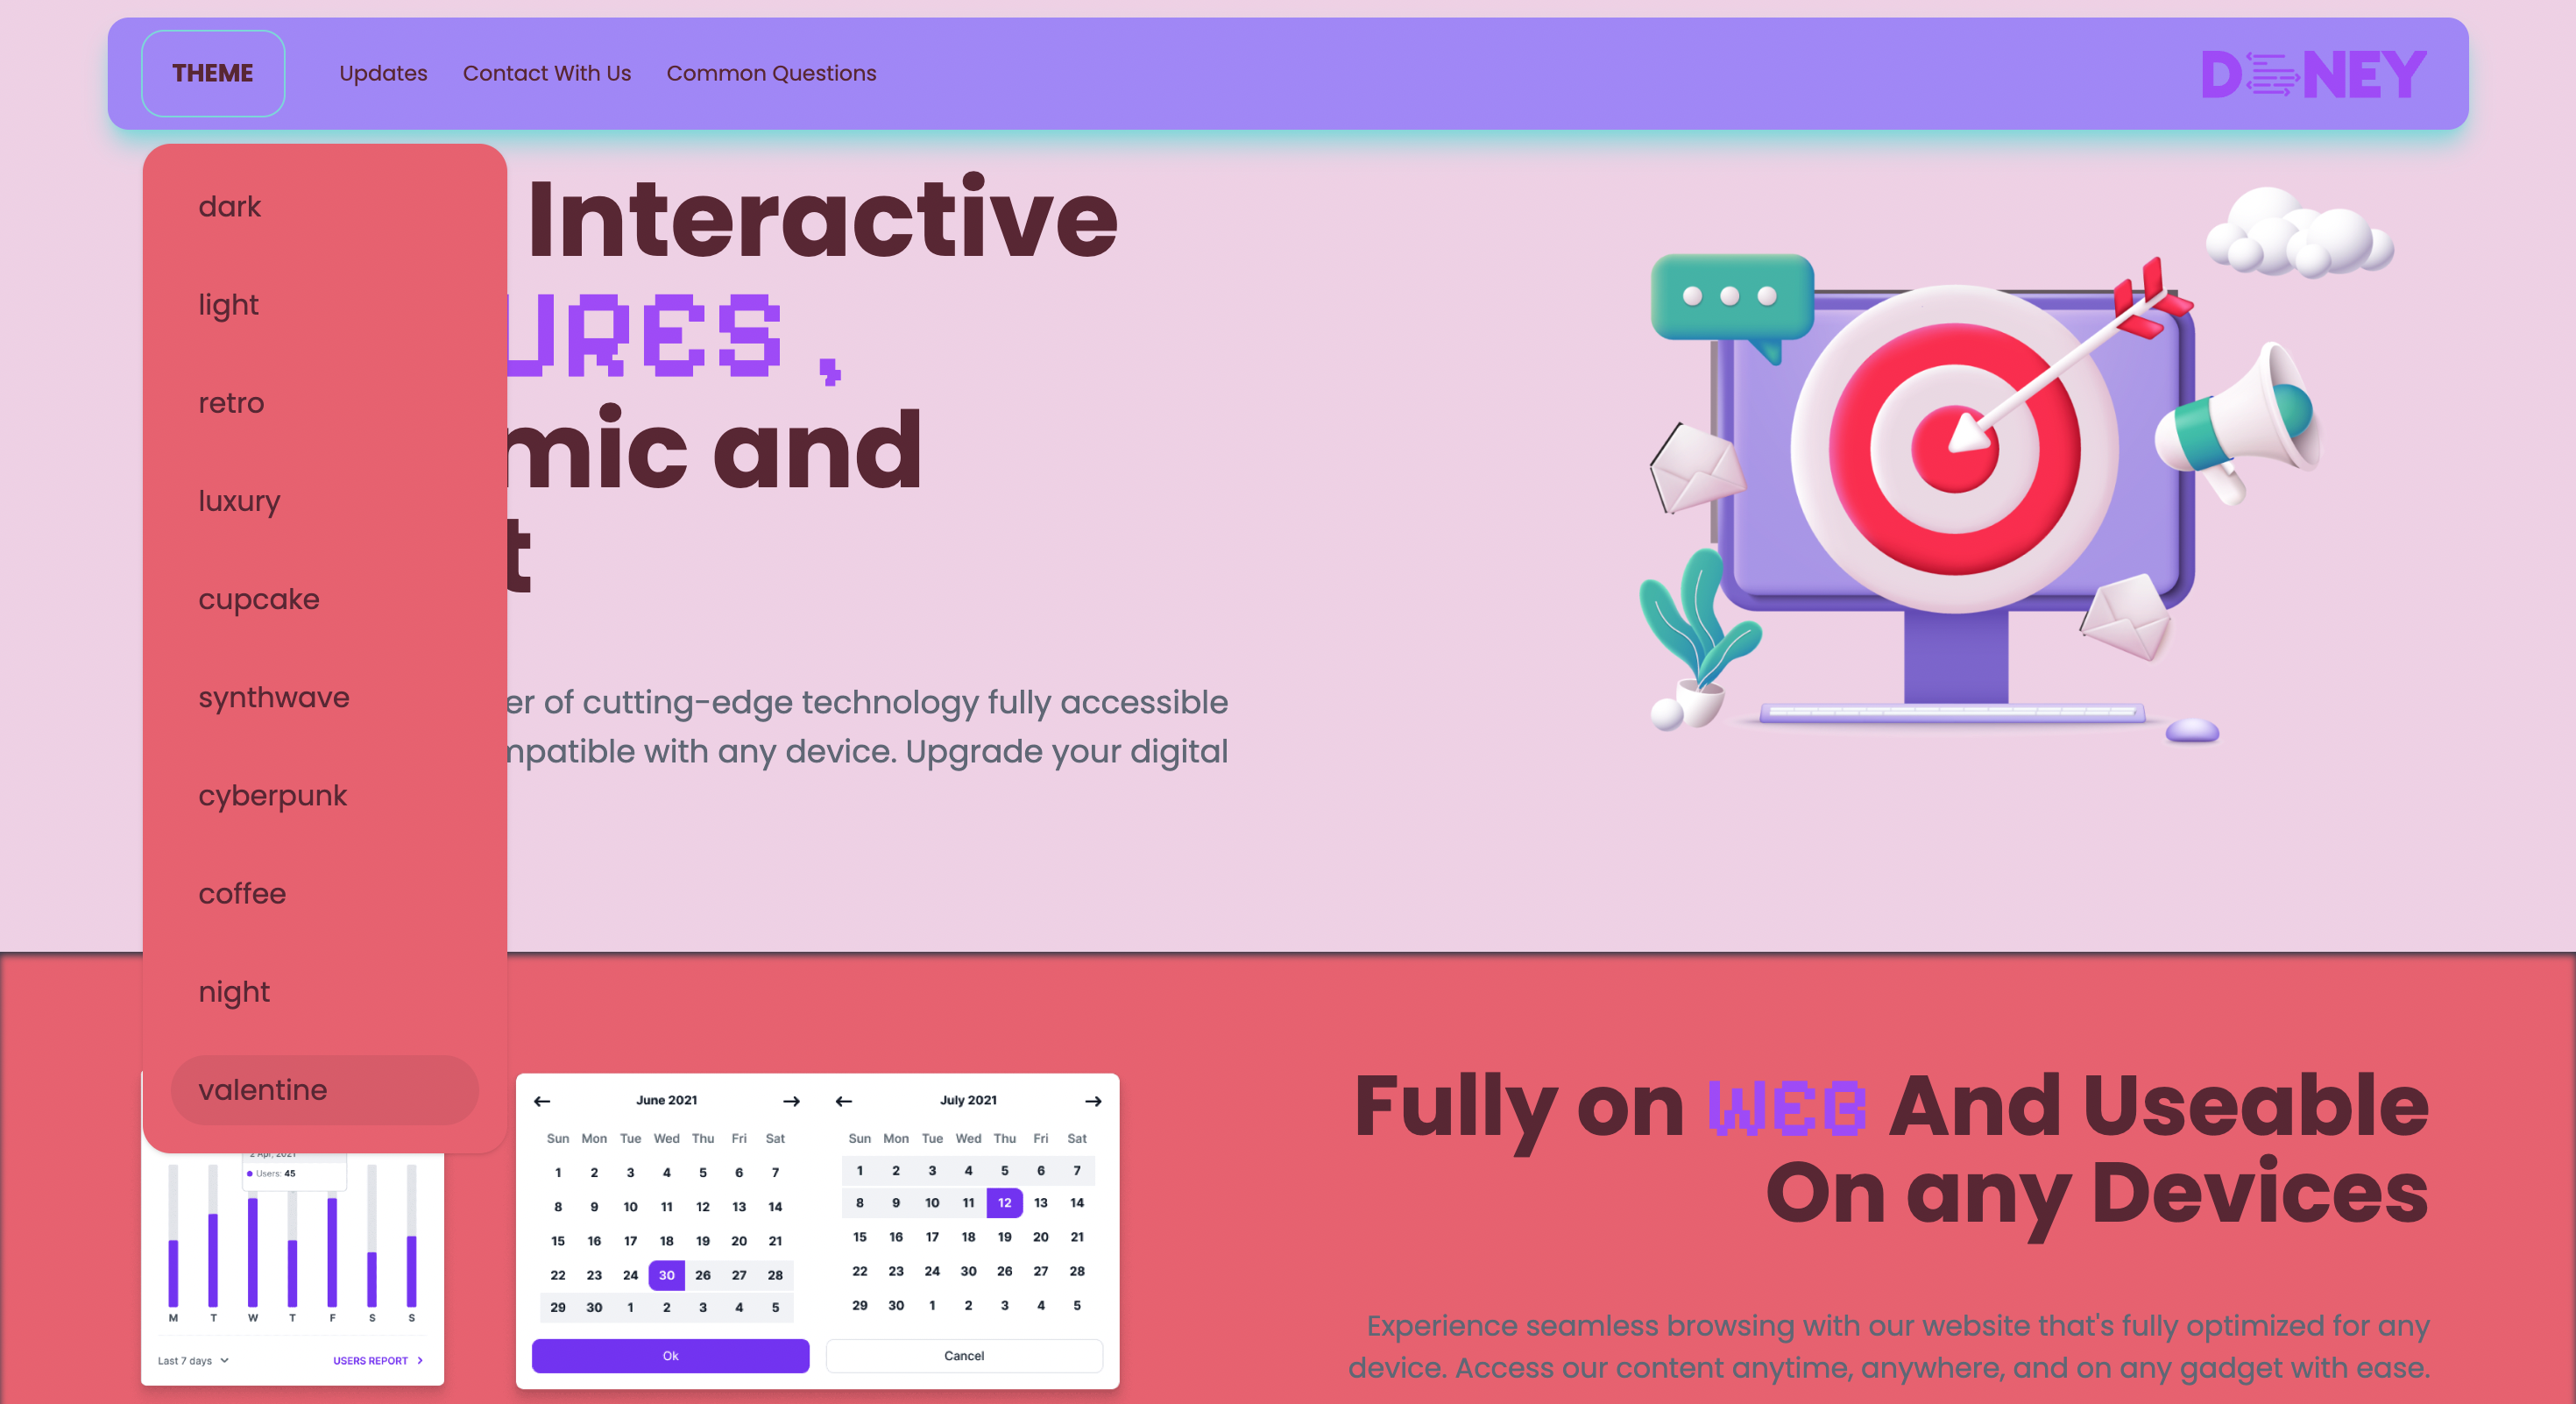 THEME
Updates
Contact With Us
Common Questions
DONEY
dark
light
retro
luxury
cupcake
synthwave
cyberpunk
coffee
night
valentine
Interactive
URES,
mic and
t
er of cutting-edge technology fully accessible
mpatible with any device. Upgrade your digital
2 Apr, 2021
Users: 45
M T W T F S S
Last 7 days
USERS REPORT
June 2021
Sun Mon Tue Wed Thu Fri Sat
1 2 3 4 5 6 7
8 9 10 11 12 13 14
15 16 17 18 19 20 21
22 23 24 30 26 27 28
29 30 1 2 3 4 5
Ok
July 2021
Sun Mon Tue Wed Thu Fri Sat
1 2 3 4 5 6 7
8 9 10 11 12 13 14
15 16 17 18 19 20 21
22 23 24 30 26 27 28
29 30 1 2 3 4 5
Cancel
Fully on WEB And Useable
On any Devices
Experience seamless browsing with our website that's fully optimized for any
device. Access our content anytime, anywhere, and on any gadget with ease.